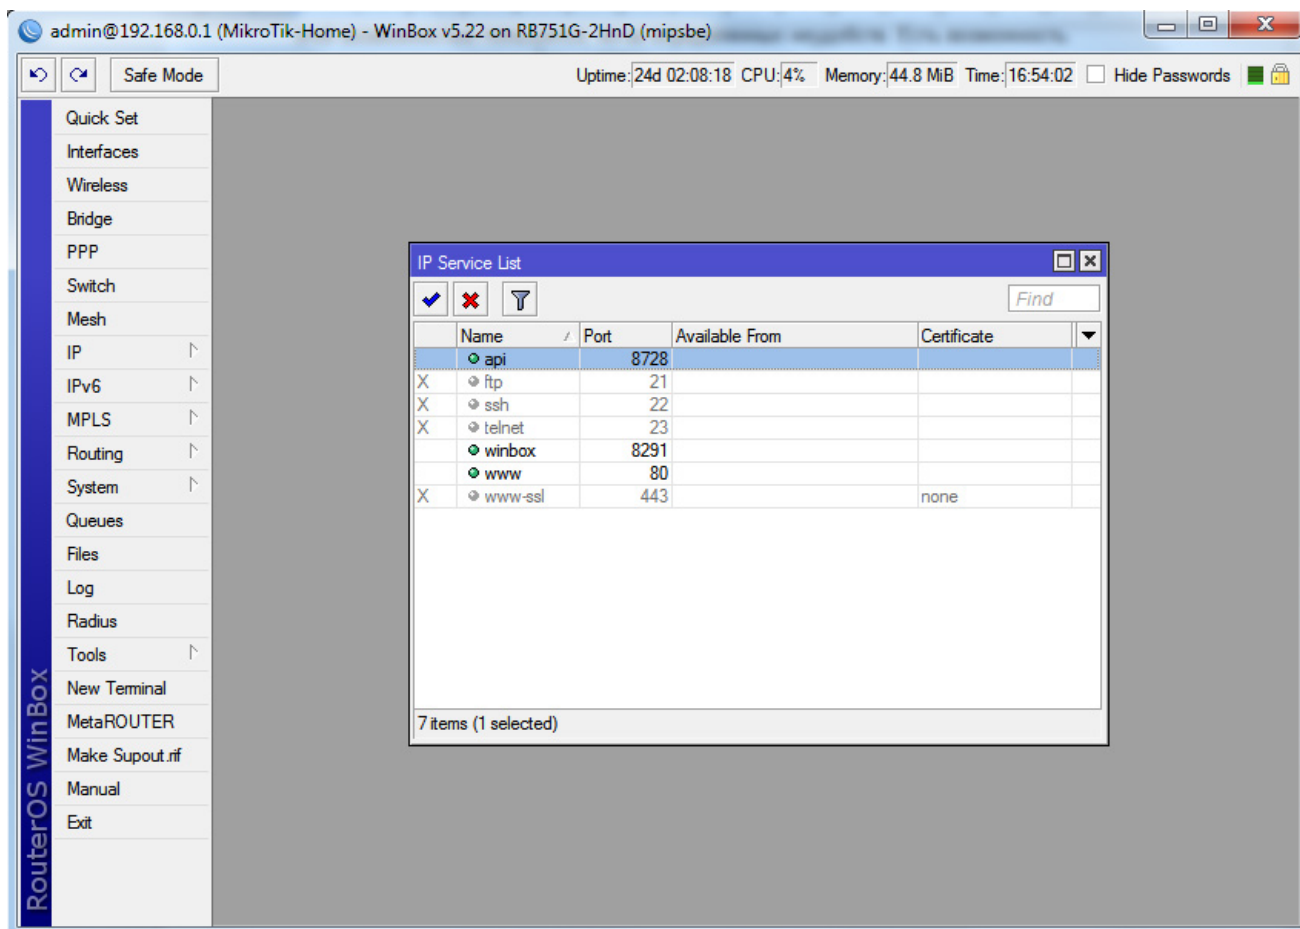 admin@192.168.0.1 (MikroTik-Home) - WinBox v5.22 on RB751G-2HnD (mipsbe)
Safe Mode Uptime: 24d 02:08:18 CPU: 4% Memory: 44.8 MiB Time: 16:54:02 Hide Passwords
Quick Set
Interfaces
Wireless
Bridge
PPP
Switch
Mesh
IP
IPv6
MPLS
Routing
System
Queues
Files
Log
Radius
Tools
New Terminal
MetaROUTER
Make Supout.rif
Manual
Exit
RouterOS WinBox
IP Service List
Find
Name Port Available From Certificate
api 8728
X ftp 21
X ssh 22
X telnet 23
winbox 8291
www 80
X www-ssl 443 none
7 items (1 selected)